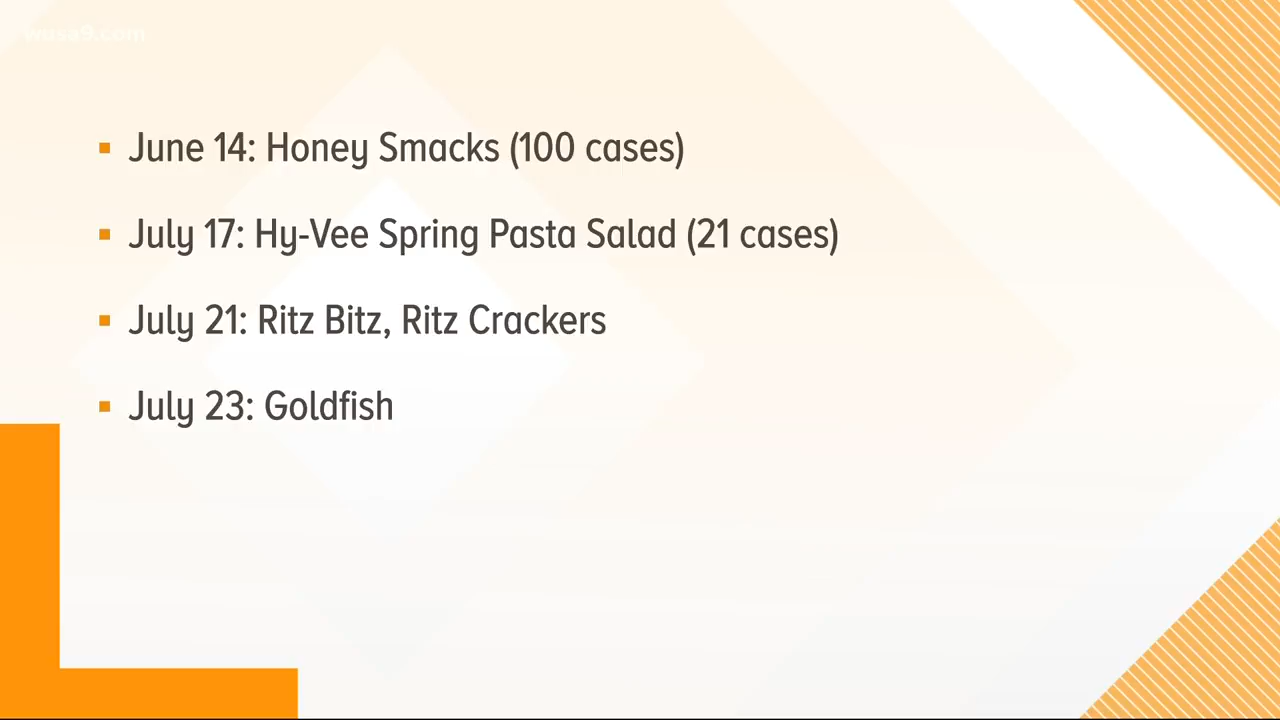 wusa9.com
June 14: Honey Smacks (100 cases)
July 17: Hy-Vee Spring Pasta Salad (21 cases)
July 21: Ritz Bitz, Ritz Crackers
July 23: Goldfish